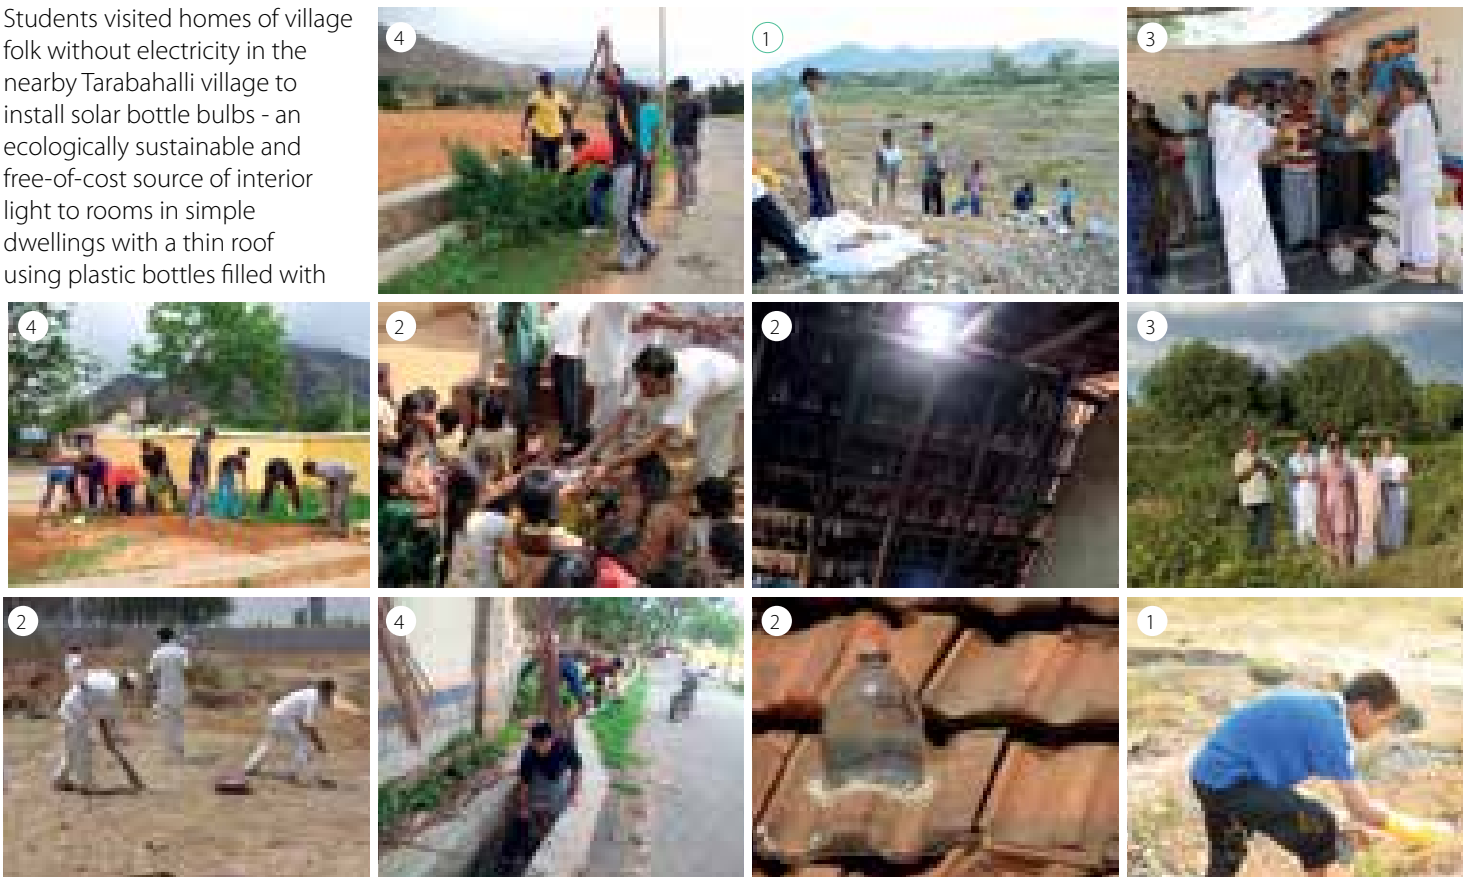 Students visited homes of village
folk without electricity in the
nearby Tarabahalli village to
install solar bottle bulbs - an
ecologically sustainable and
free-of-cost source of interior
light to rooms in simple
dwellings with a thin roof
using plastic bottles filled with
4
1
3
4
2
2
3
2
4
2
1